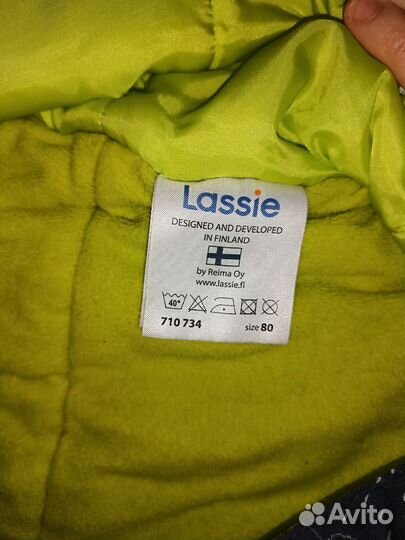 Lassie
DESIGNED AND DEVELOPED
IN FINLAND
by Reima Oy
www.lassie.fi
40°
710 734 size 80
Avito